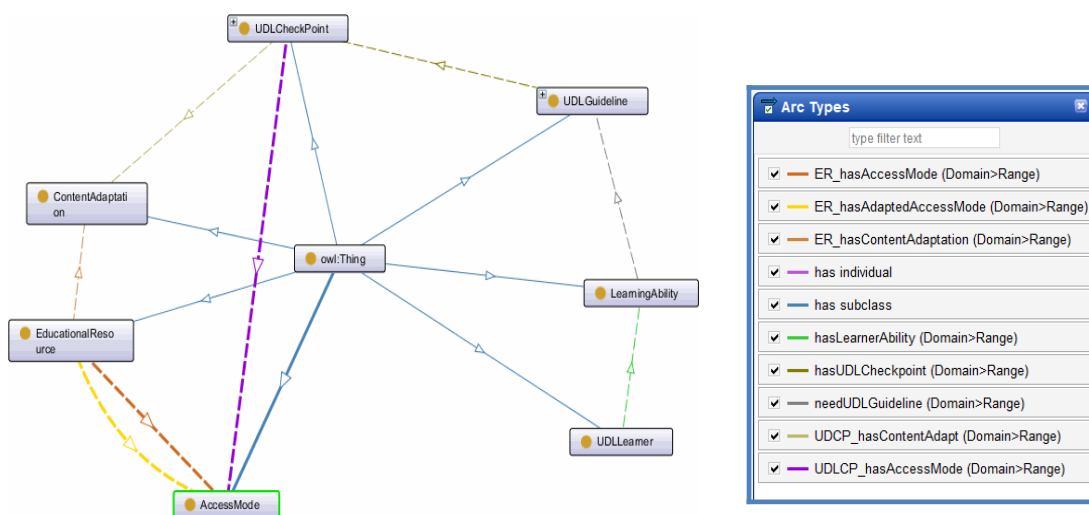 UDLCheckPoint
UDLGuideline
ContentAdaptati
on
owl:Thing
LearningAbility
EducationalReso
urce
UDLLearner
AccessMode
Arc Types
type filter text
ER_hasAccessMode (Domain>Range)
ER_hasAdaptedAccessMode (Domain>Range)
ER_hasContentAdaptation (Domain>Range)
has individual
has subclass
hasLearnerAbility (Domain>Range)
hasUDLCheckpoint (Domain>Range)
needUDLGuideline (Domain>Range)
UDCP_hasContentAdapt (Domain>Range)
UDLCP_hasAccessMode (Domain>Range)